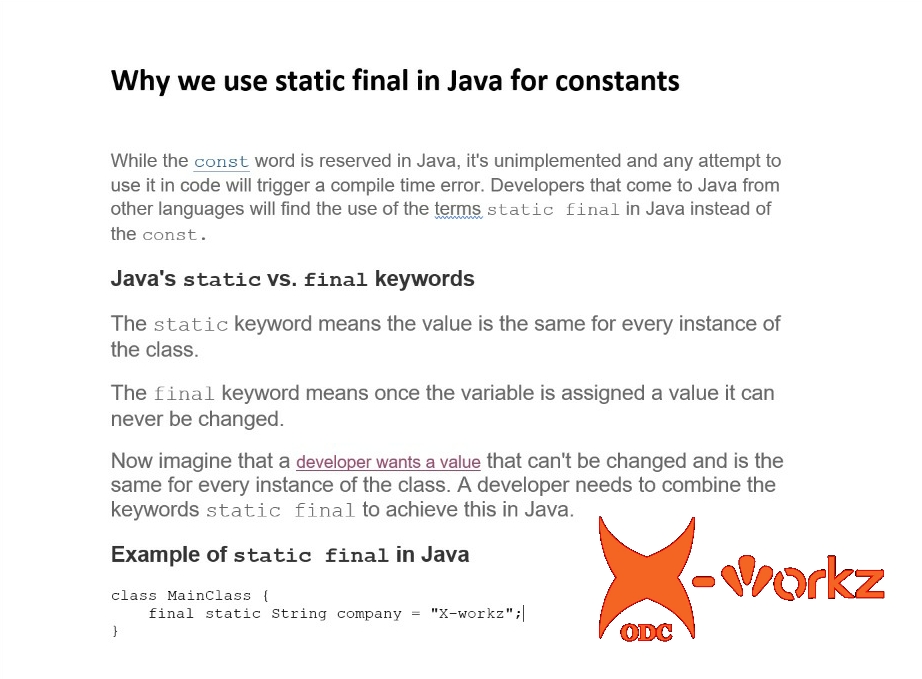 Why we use static final in Java for constants
While the const word is reserved in Java, it's unimplemented and any attempt to
use it in code will trigger a compile time error. Developers that come to Java from
other languages will find the use of the terms static final in Java instead of
the const.
Java's static vs. final keywords
The static keyword means the value is the same for every instance of
the class.
The final keyword means once the variable is assigned a value it can
never be changed.
Now imagine that a developer wants a value that can't be changed and is the
same for every instance of the class. A developer needs to combine the
keywords static final to achieve this in Java.
Example of static final in Java
class MainClass {
    final static String company = "X-workz";
}
X-workz
ODC